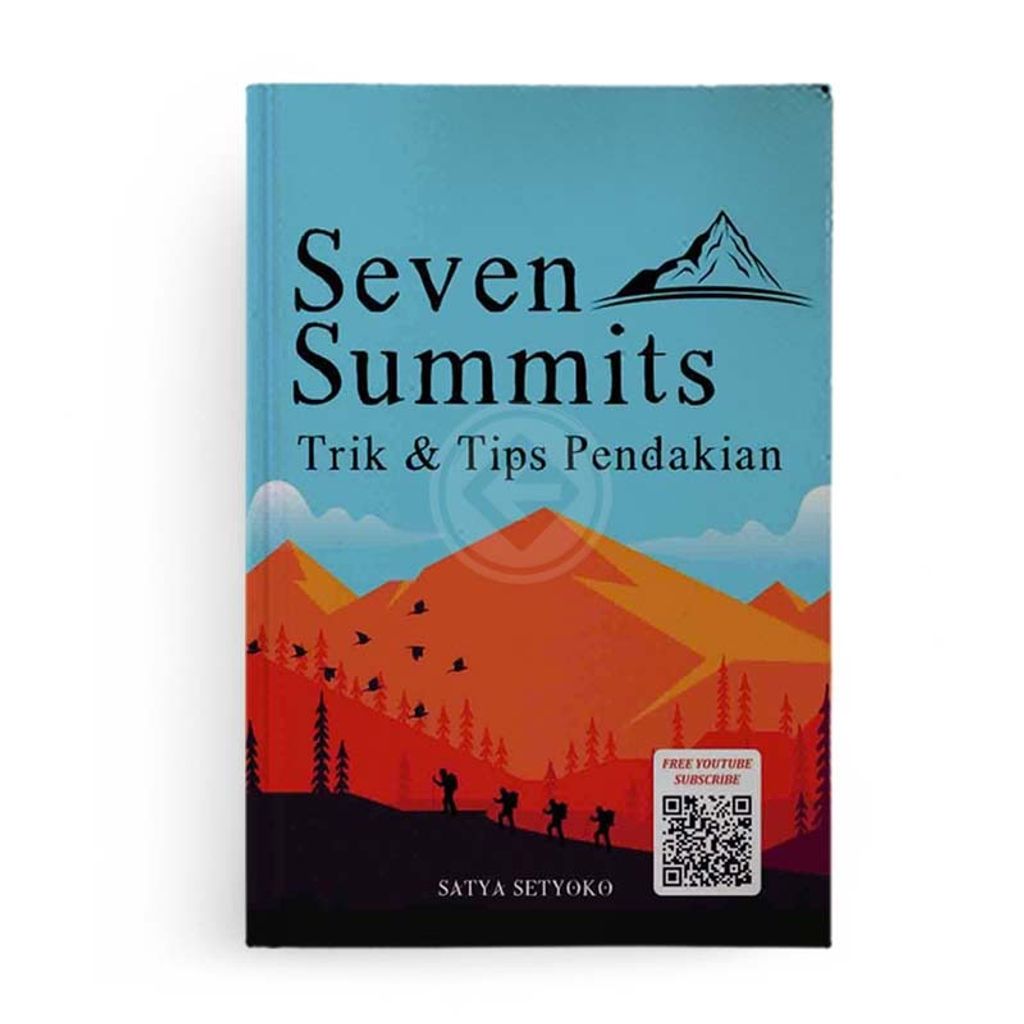 Seven
Summits
Trik & Tips Pendakian
FREE YOUTUBE
SUBSCRIBE
SATYA SETYOKO